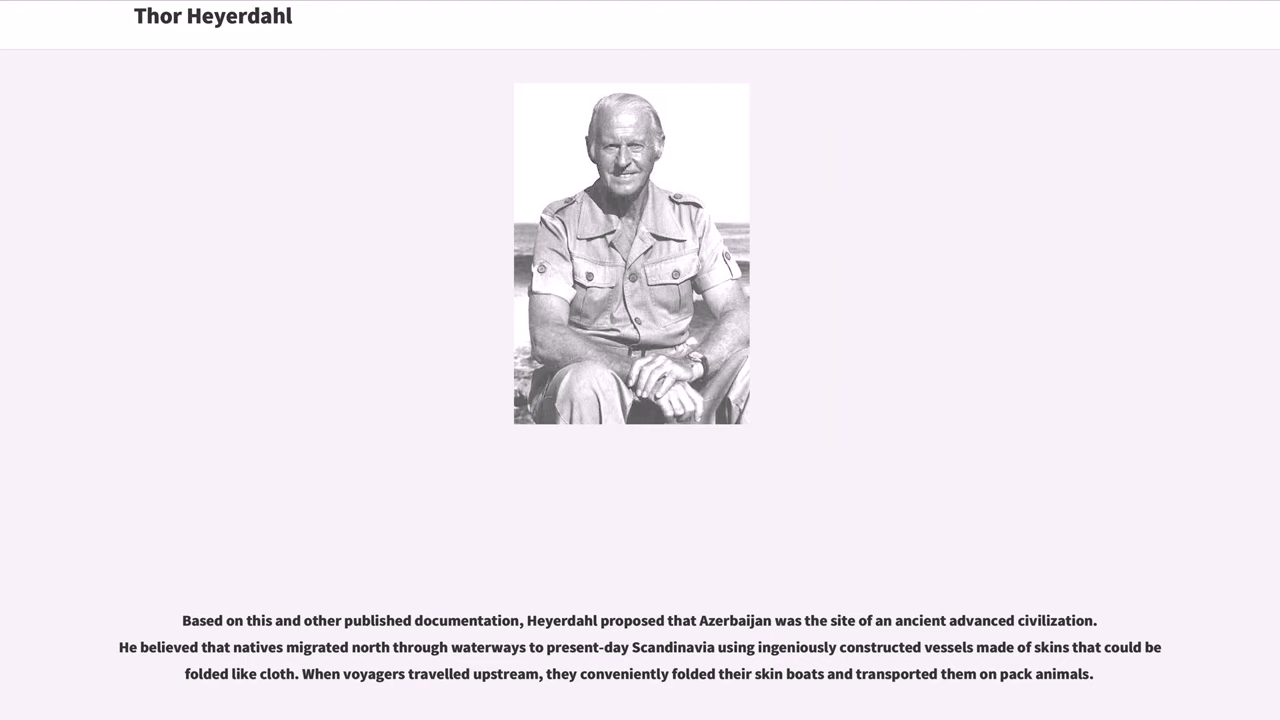 Thor Heyerdahl
Based on this and other published documentation, Heyerdahl proposed that Azerbaijan was the site of an ancient advanced civilization.
He believed that natives migrated north through waterways to present-day Scandinavia using ingeniously constructed vessels made of skins that could be
folded like cloth. When voyagers travelled upstream, they conveniently folded their skin boats and transported them on pack animals.